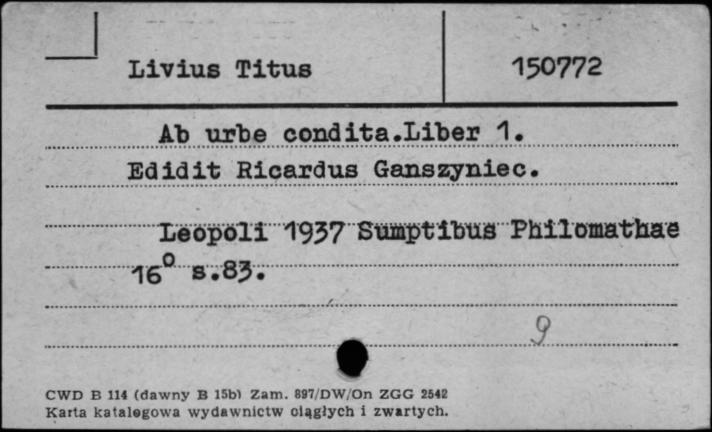 Livius Titus 150772
Ab urbe condita.Liber 1.
Edidit Ricardus Ganszyniec.
Leopoli 1937 Sumptibus Philomathae
16° s.83.
9
CWD B 114 (dawny B 15b) Zam. 897/DW/On ZGG 2542
Karta katalogowa wydawnictw ciągłych i zwartych.